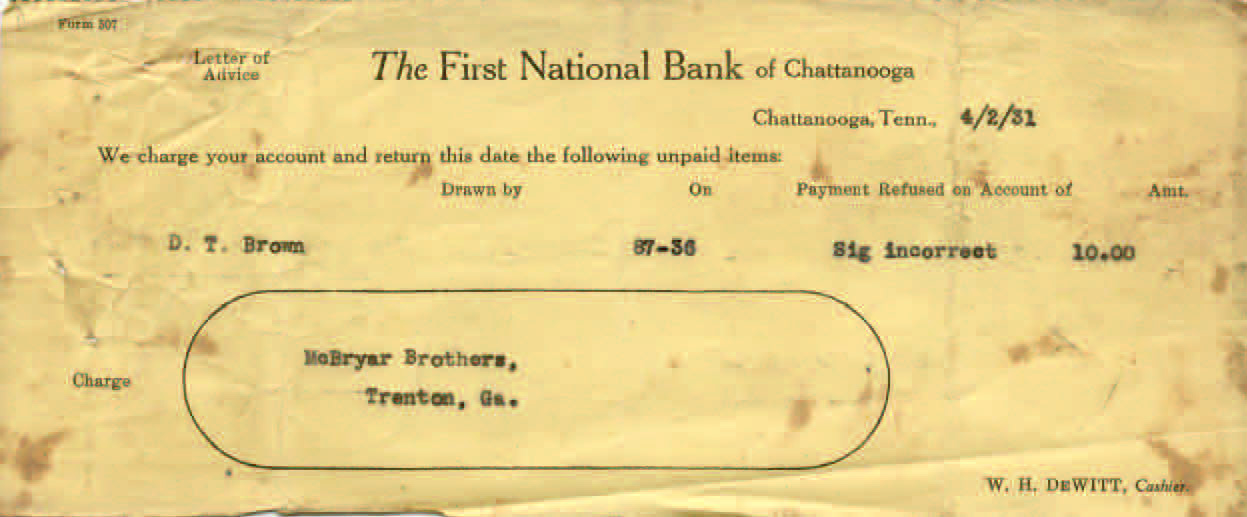 Form 307
Letter of
Advice
The First National Bank of Chattanooga
Chattanooga, Tenn., 4/2/31
We charge your account and return this date the following unpaid items:
Drawn by On Payment Refused on Account of Amt.
D. T. Brown 87-36 Sig incorrect 10.00
McBryar Brothers,
Charge
Trenton, Ga.
W. H. DEWITT, Cashier.